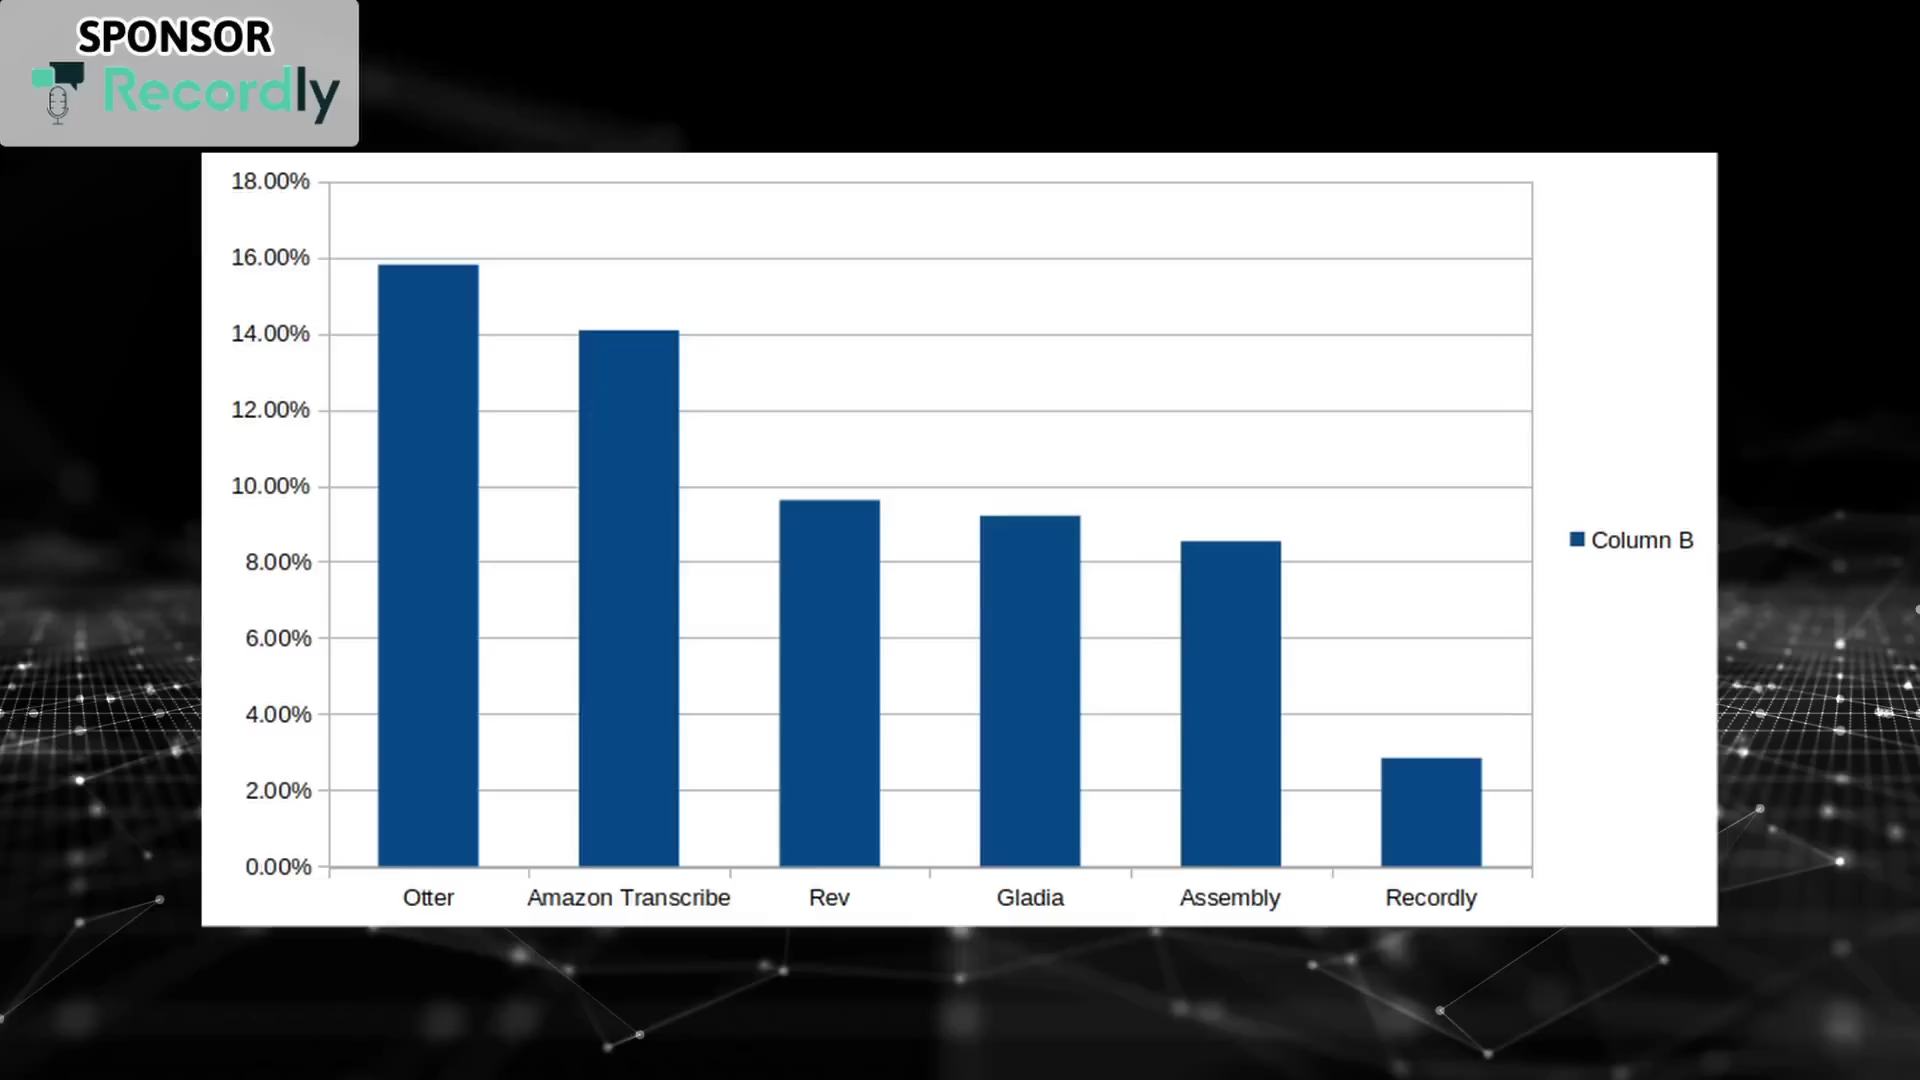 SPONSOR
Recordly
18.00%
16.00%
14.00%
12.00%
10.00%
8.00%
6.00%
4.00%
2.00%
0.00%
Otter
Amazon Transcribe
Rev
Gladia
Assembly
Recordly
Column B